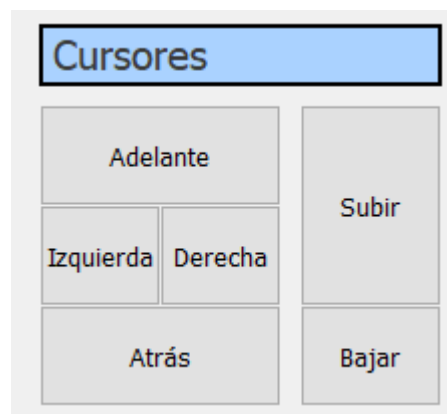 Cursores
Adelante
Subir
Izquierda Derecha
Atrás
Bajar